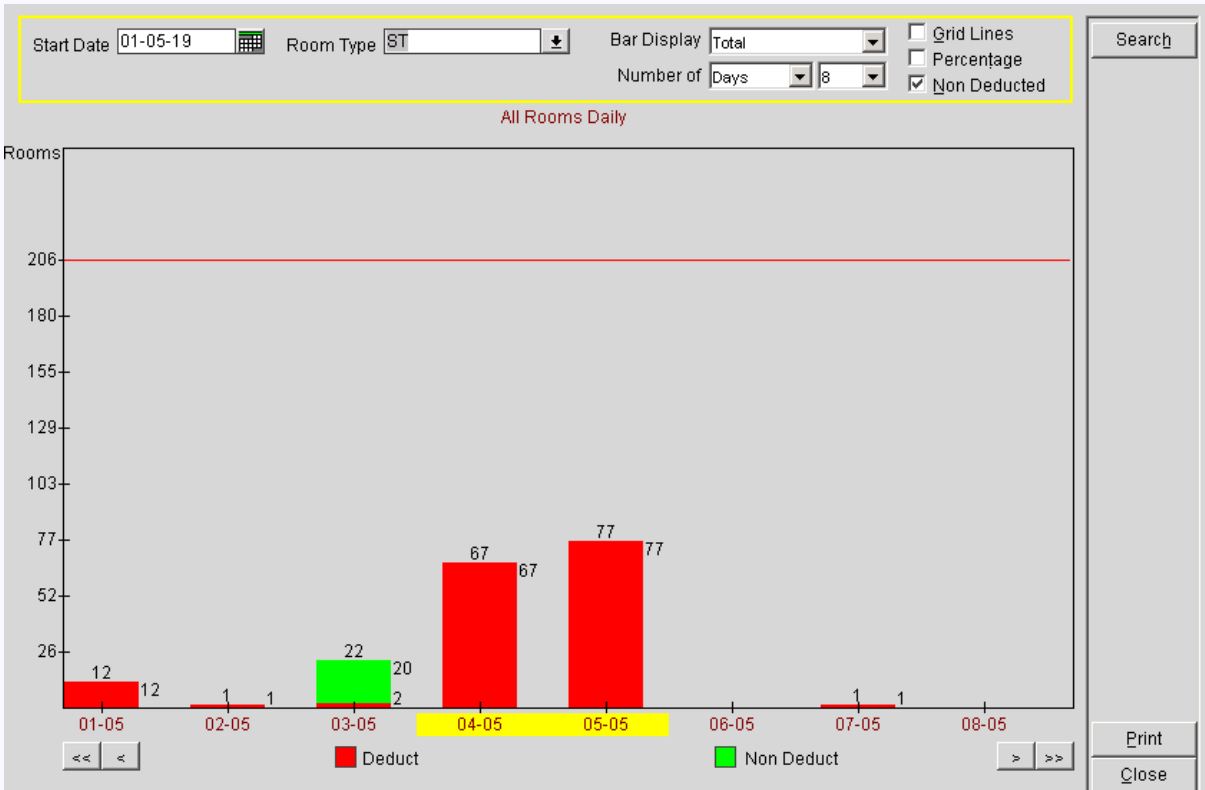 Start Date 01-05-19 Room Type ST Bar Display Total Grid Lines Search
Percentage
Number of Days 8 Non Deducted
All Rooms Daily
Rooms
206
180
155
129
103
77
52
26
12 12
1 1
22 20 2
67 67
77 77
1 1
01-05 02-05 03-05 04-05 05-05 06-05 07-05 08-05
<< < Deduct Non Deduct > >>
Print
Close